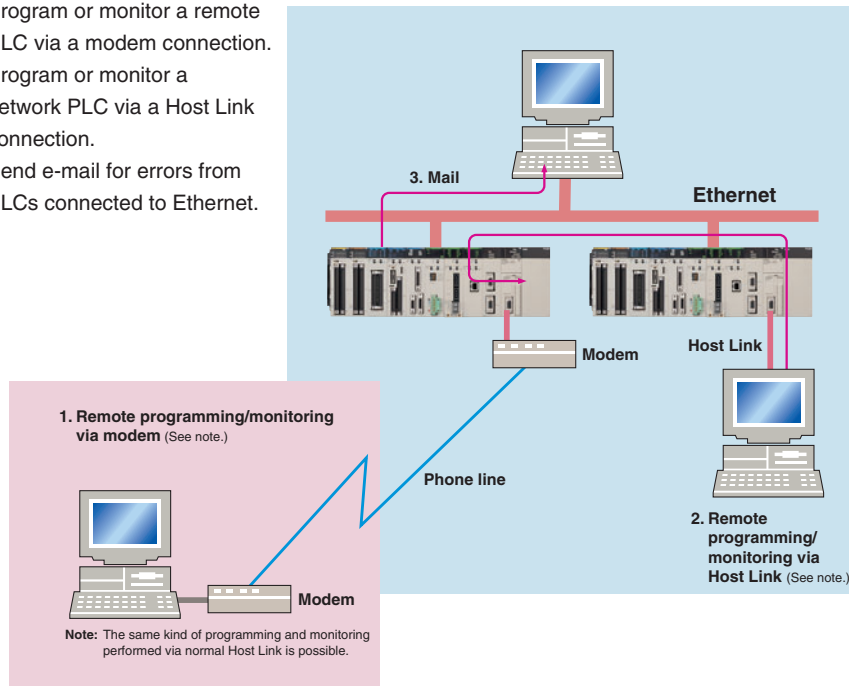 rogram or monitor a remote
LC via a modem connection.
rogram or monitor a
etwork PLC via a Host Link
onnection.
end e-mail for errors from
LCs connected to Ethernet.
3. Mail
Ethernet
Modem
Host Link
1. Remote programming/monitoring
via modem (See note.)
Phone line
2. Remote
programming/
monitoring via
Host Link (See note.)
Modem
Note: The same kind of programming and monitoring
performed via normal Host Link is possible.